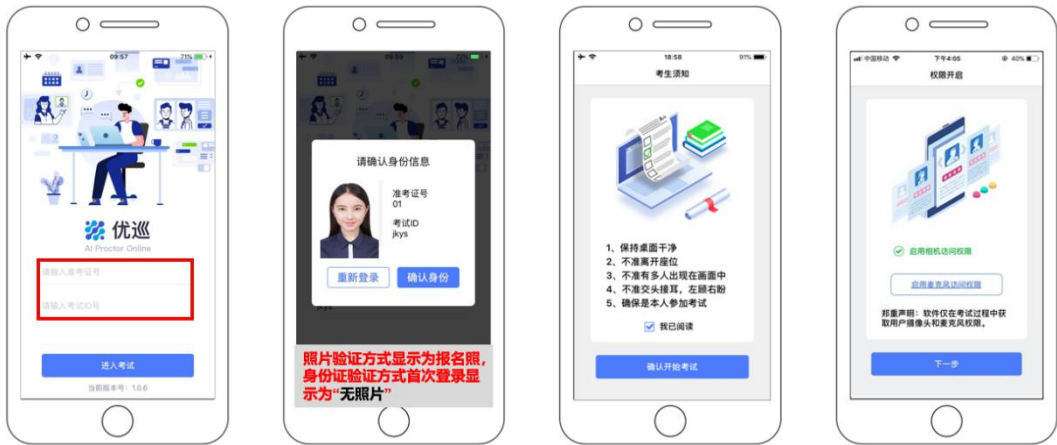 09:57
71%
优巡
AI Proctor Online
请输入准考证号
请输入考试ID号
进入考试
当前版本号：1.0.6
09:59
请确认身份信息
准考证号
01
考试ID
jkys
重新登录
确认身份
照片验证方式显示为报名照，
身份证验证方式首次登录显
示为“无照片”
18:58
91%
考生须知
1、保持桌面干净
2、不准离开座位
3、不准有多人出现在画面中
4、不准交头接耳，左顾右盼
5、确保是本人参加考试
我已阅读
确认开始考试
中国移动
下午4:05
40%
权限开启
启用相机访问权限
启用麦克风访问权限
郑重声明：软件仅在考试过程中获
取用户摄像头和麦克风权限。
下一步